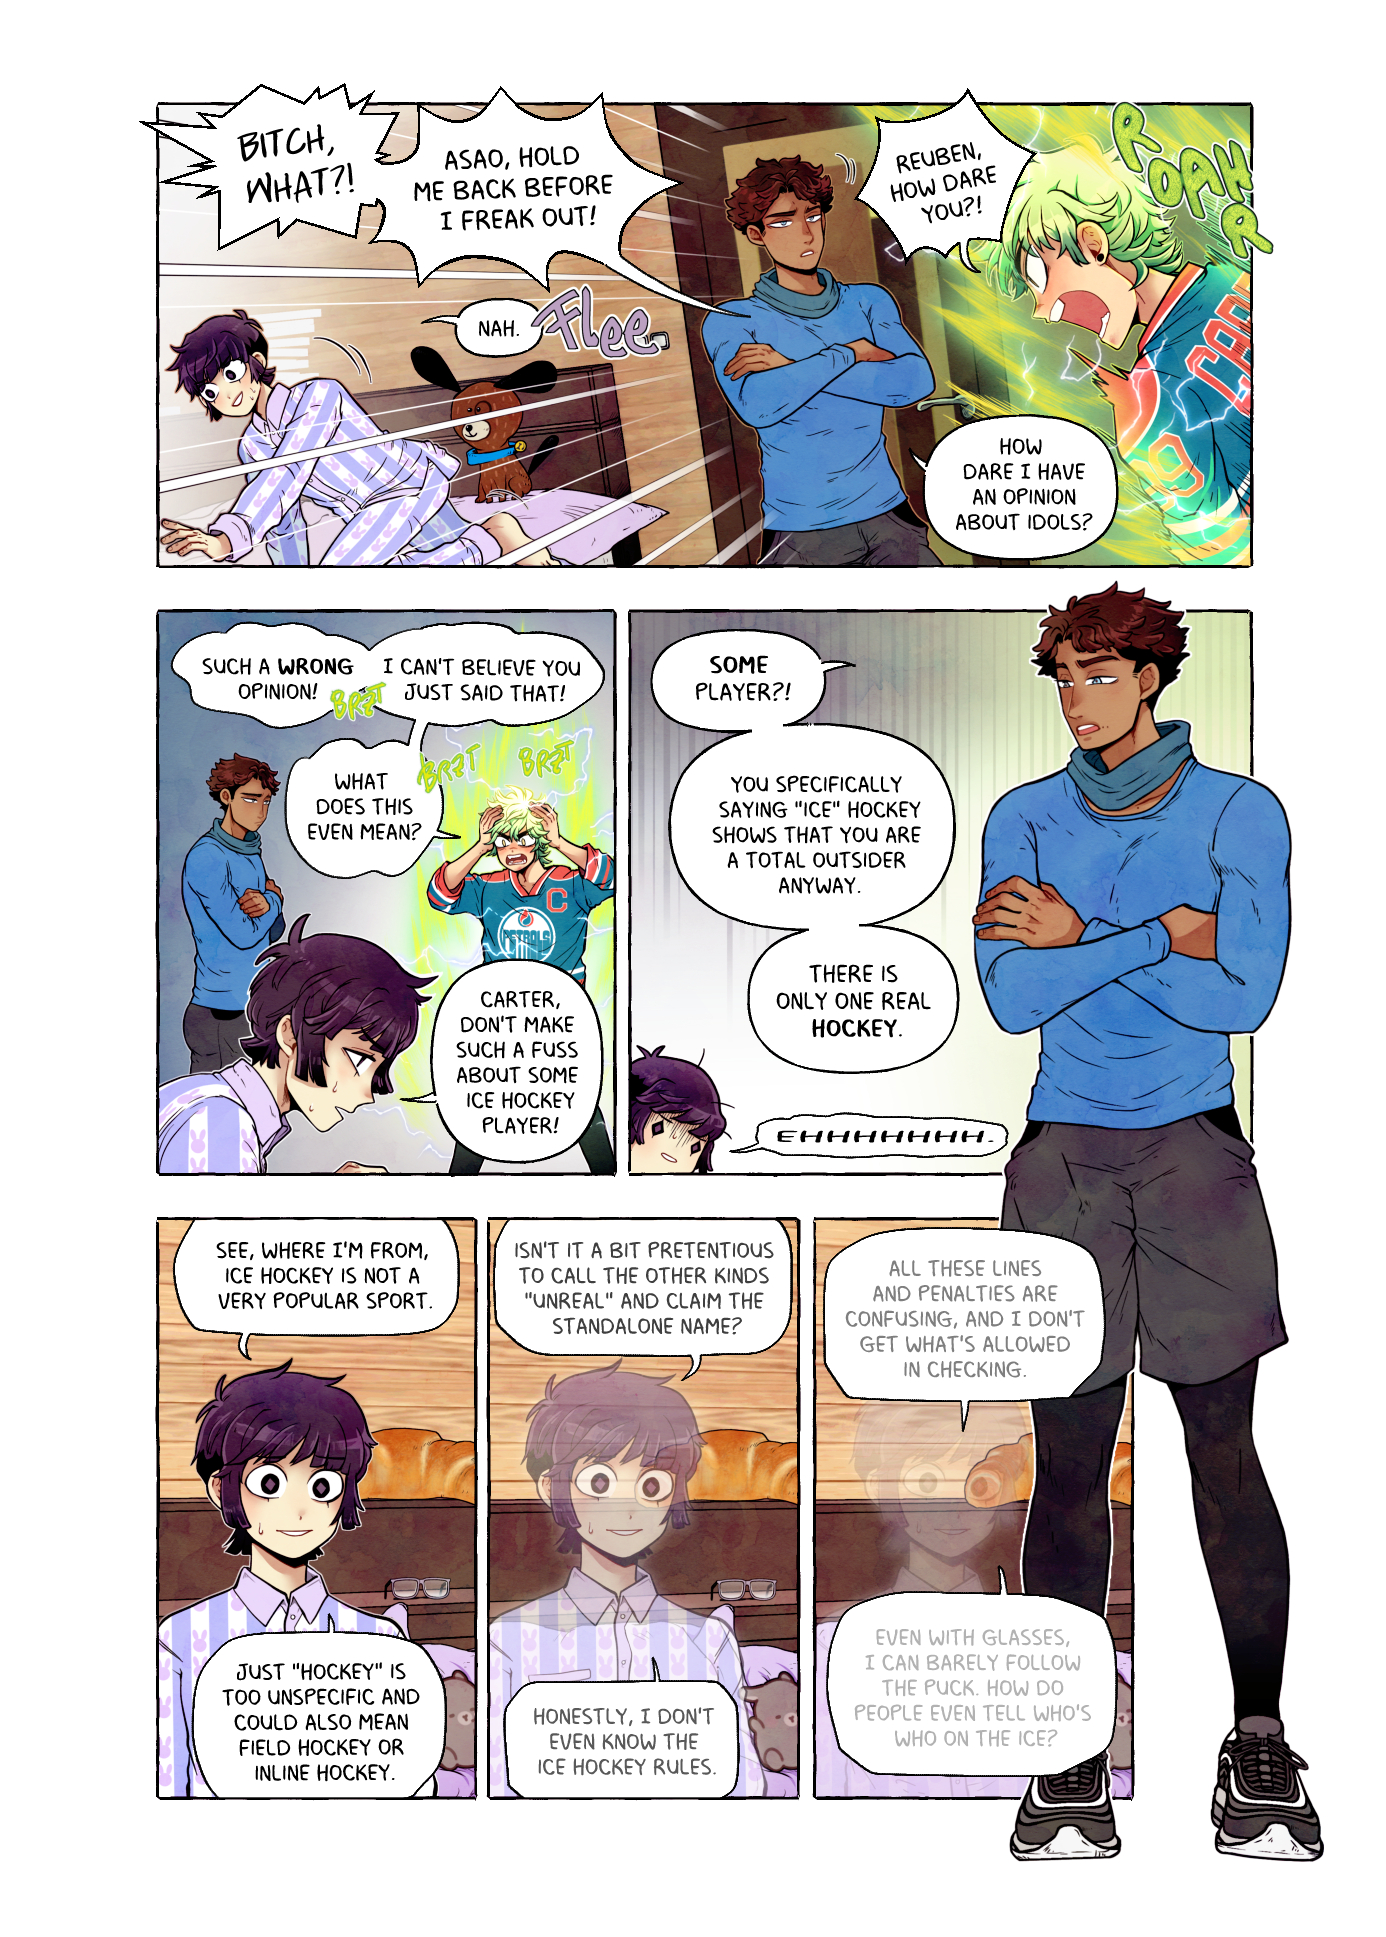 BITCH,
WHAT?!
ASAO, HOLD
ME BACK BEFORE
I FREAK OUT!
REUBEN,
HOW DARE
YOU?!
ROAHR
NAH.
Flee
HOW
DARE I HAVE
AN OPINION
ABOUT IDOLS?
SUCH A WRONG
OPINION!
I CAN'T BELIEVE YOU
JUST SAID THAT!
BRZT
BRZT
BRZT
WHAT
DOES THIS
EVEN MEAN?
C
PETROLS
CARTER,
DON'T MAKE
SUCH A FUSS
ABOUT SOME
ICE HOCKEY
PLAYER!
SOME
PLAYER?!
YOU SPECIFICALLY
SAYING "ICE" HOCKEY
SHOWS THAT YOU ARE
A TOTAL OUTSIDER
ANYWAY.
THERE IS
ONLY ONE REAL
HOCKEY.
EHHHHHHH.
SEE, WHERE I'M FROM,
ICE HOCKEY IS NOT A
VERY POPULAR SPORT.
JUST "HOCKEY" IS
TOO UNSPECIFIC AND
COULD ALSO MEAN
FIELD HOCKEY OR
INLINE HOCKEY.
ISN'T IT A BIT PRETENTIOUS
TO CALL THE OTHER KINDS
"UNREAL" AND CLAIM THE
STANDALONE NAME?
HONESTLY, I DON'T
EVEN KNOW THE
ICE HOCKEY RULES.
ALL THESE LINES
AND PENALTIES ARE
CONFUSING, AND I DON'T
GET WHAT'S ALLOWED
IN CHECKING.
EVEN WITH GLASSES,
I CAN BARELY FOLLOW
THE PUCK. HOW DO
PEOPLE EVEN TELL WHO'S
WHO ON THE ICE?